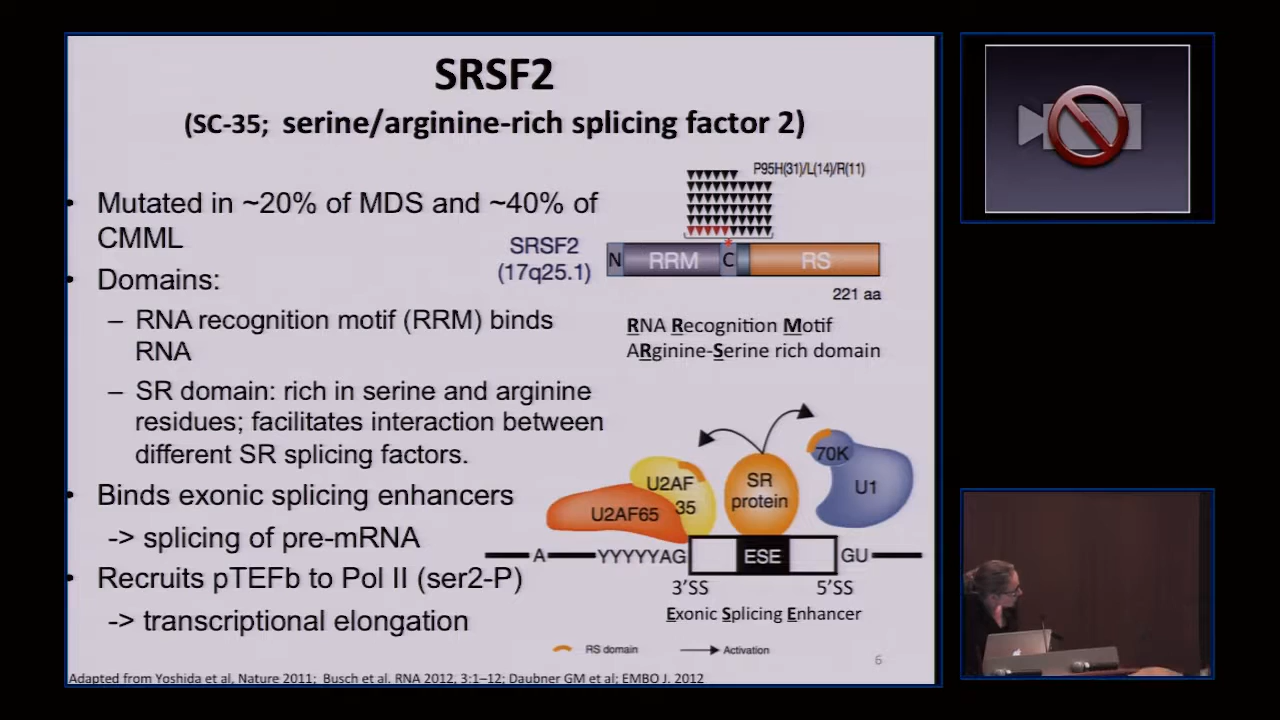 SRSF2
(SC-35; serine/arginine-rich splicing factor 2)
• Mutated in ~20% of MDS and ~40% of
CMML
• Domains:
– RNA recognition motif (RRM) binds
RNA
– SR domain: rich in serine and arginine
residues; facilitates interaction between
different SR splicing factors.
• Binds exonic splicing enhancers
-> splicing of pre-mRNA
• Recruits pTEFb to Pol II (ser2-P)
-> transcriptional elongation
P95H(31)/L(14)/R(11)
*
SRSF2
(17q25.1)
N RRM C RS
221 aa
RNA Recognition Motif
ARginine-Serine rich domain
70K
U2AF
35
SR
protein
U1
U2AF65
A YYYYYAG ESE GU
3'SS 5'SS
Exonic Splicing Enhancer
RS domain Activation
6
Adapted from Yoshida et al, Nature 2011; Busch et al. RNA 2012, 3:1–12; Daubner GM et al; EMBO J. 2012